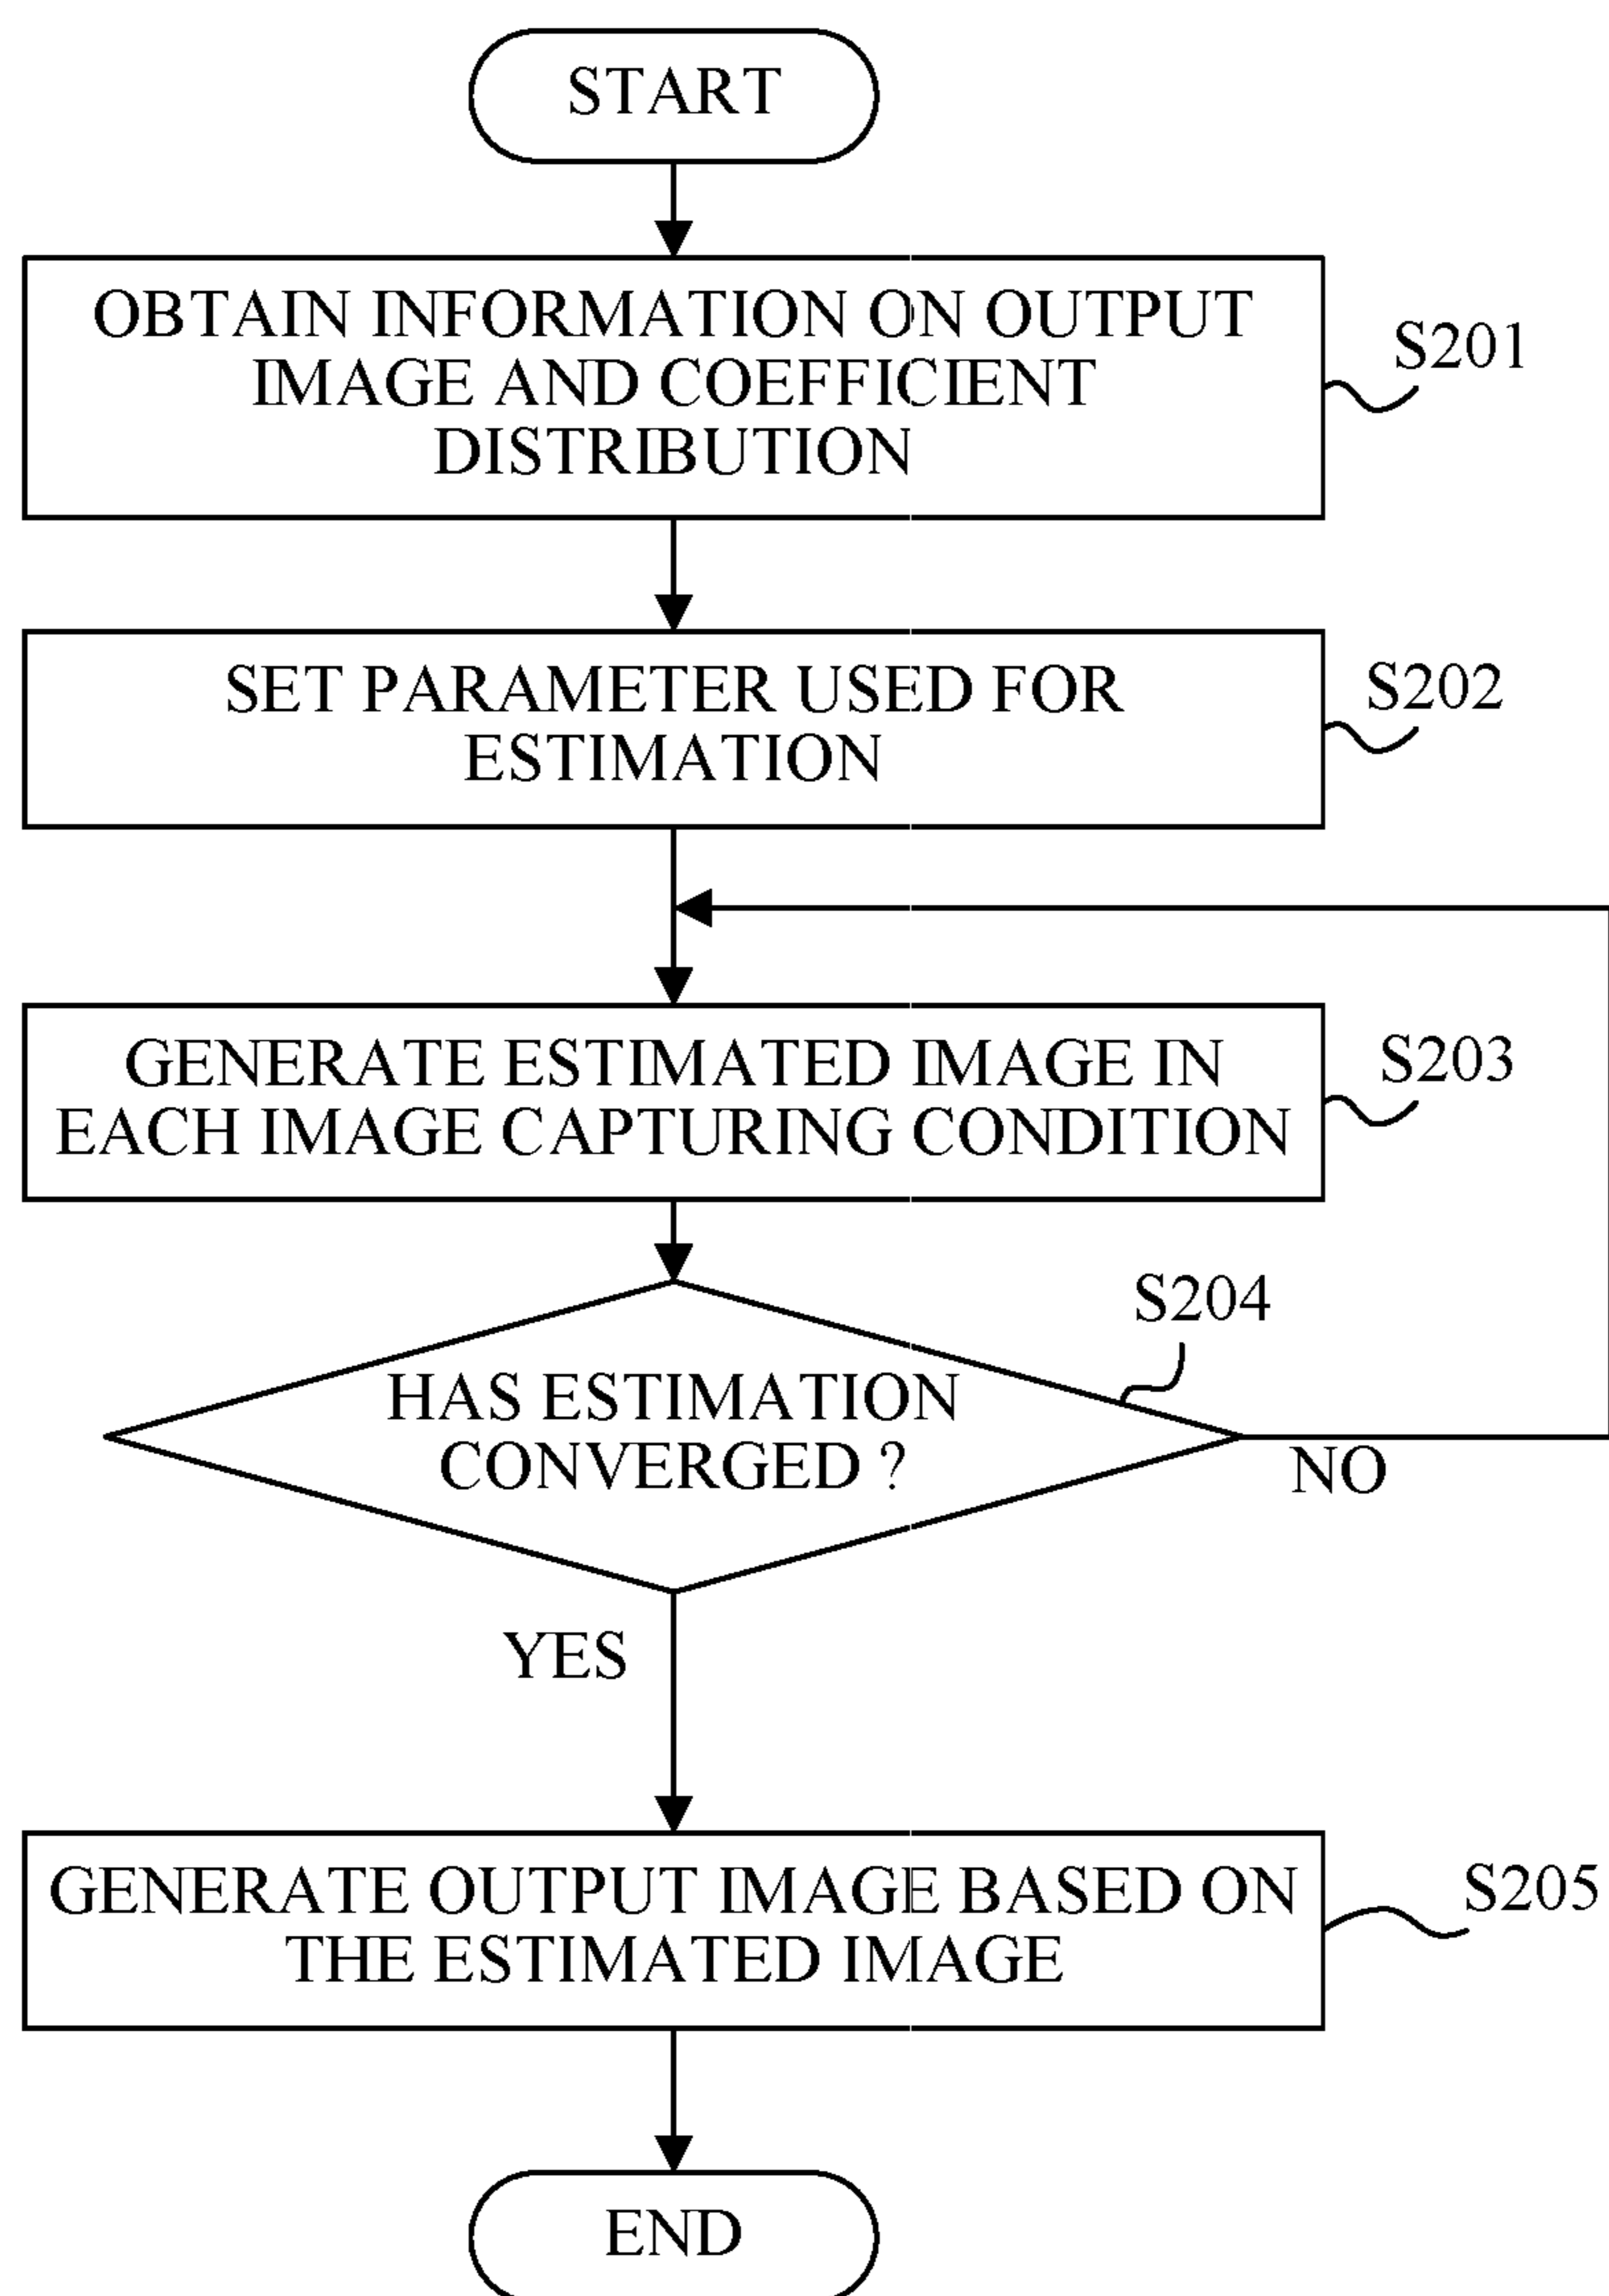 START
OBTAIN INFORMATION ON OUTPUT
IMAGE AND COEFFICIENT
DISTRIBUTION
S201
SET PARAMETER USED FOR
ESTIMATION
S202
GENERATE ESTIMATED IMAGE IN
EACH IMAGE CAPTURING CONDITION
S203
S204
HAS ESTIMATION
CONVERGED ?
NO
YES
GENERATE OUTPUT IMAGE BASED ON
THE ESTIMATED IMAGE
S205
END